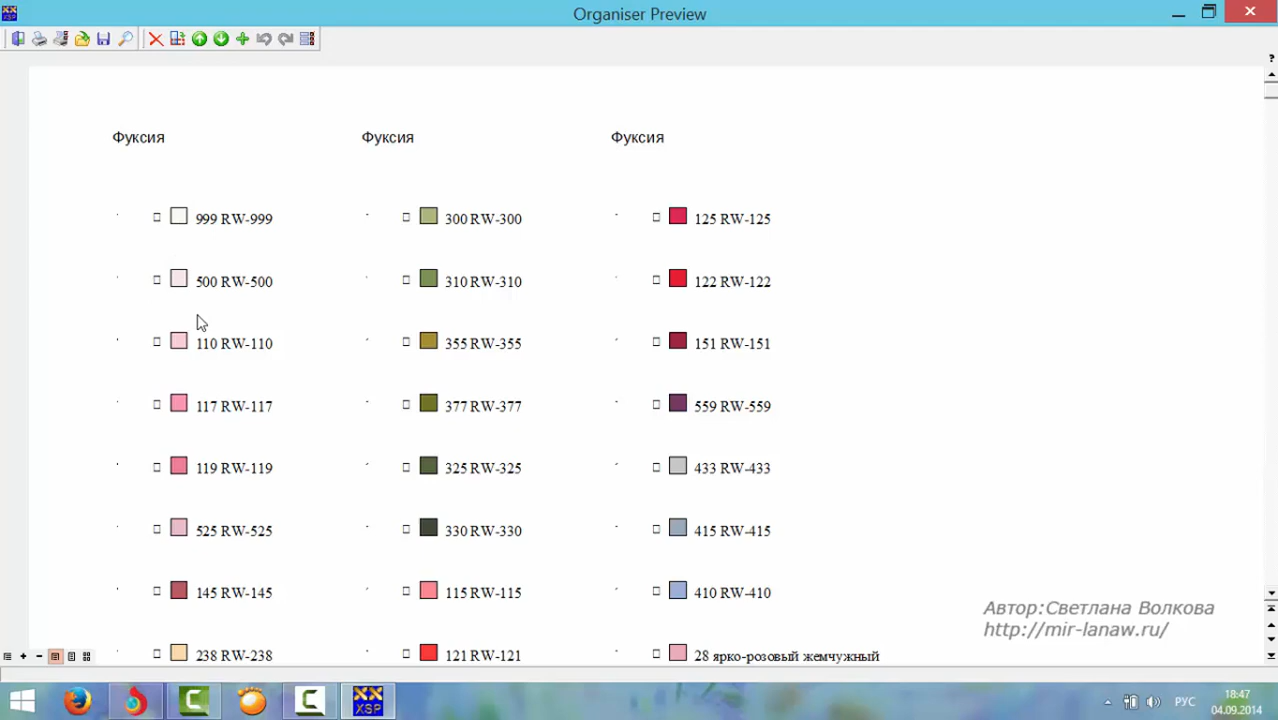 XSP
Organiser Preview
?
Фуксия Фуксия Фуксия
999 RW-999 300 RW-300 125 RW-125
500 RW-500 310 RW-310 122 RW-122
110 RW-110 355 RW-355 151 RW-151
117 RW-117 377 RW-377 559 RW-559
119 RW-119 325 RW-325 433 RW-433
525 RW-525 330 RW-330 415 RW-415
145 RW-145 115 RW-115 410 RW-410
238 RW-238 121 RW-121 28 ярко-розовый жемчужный
Автор:Светлана Волкова
http://mir-lanaw.ru/
XSP
РУС
18:47
04.09.2014